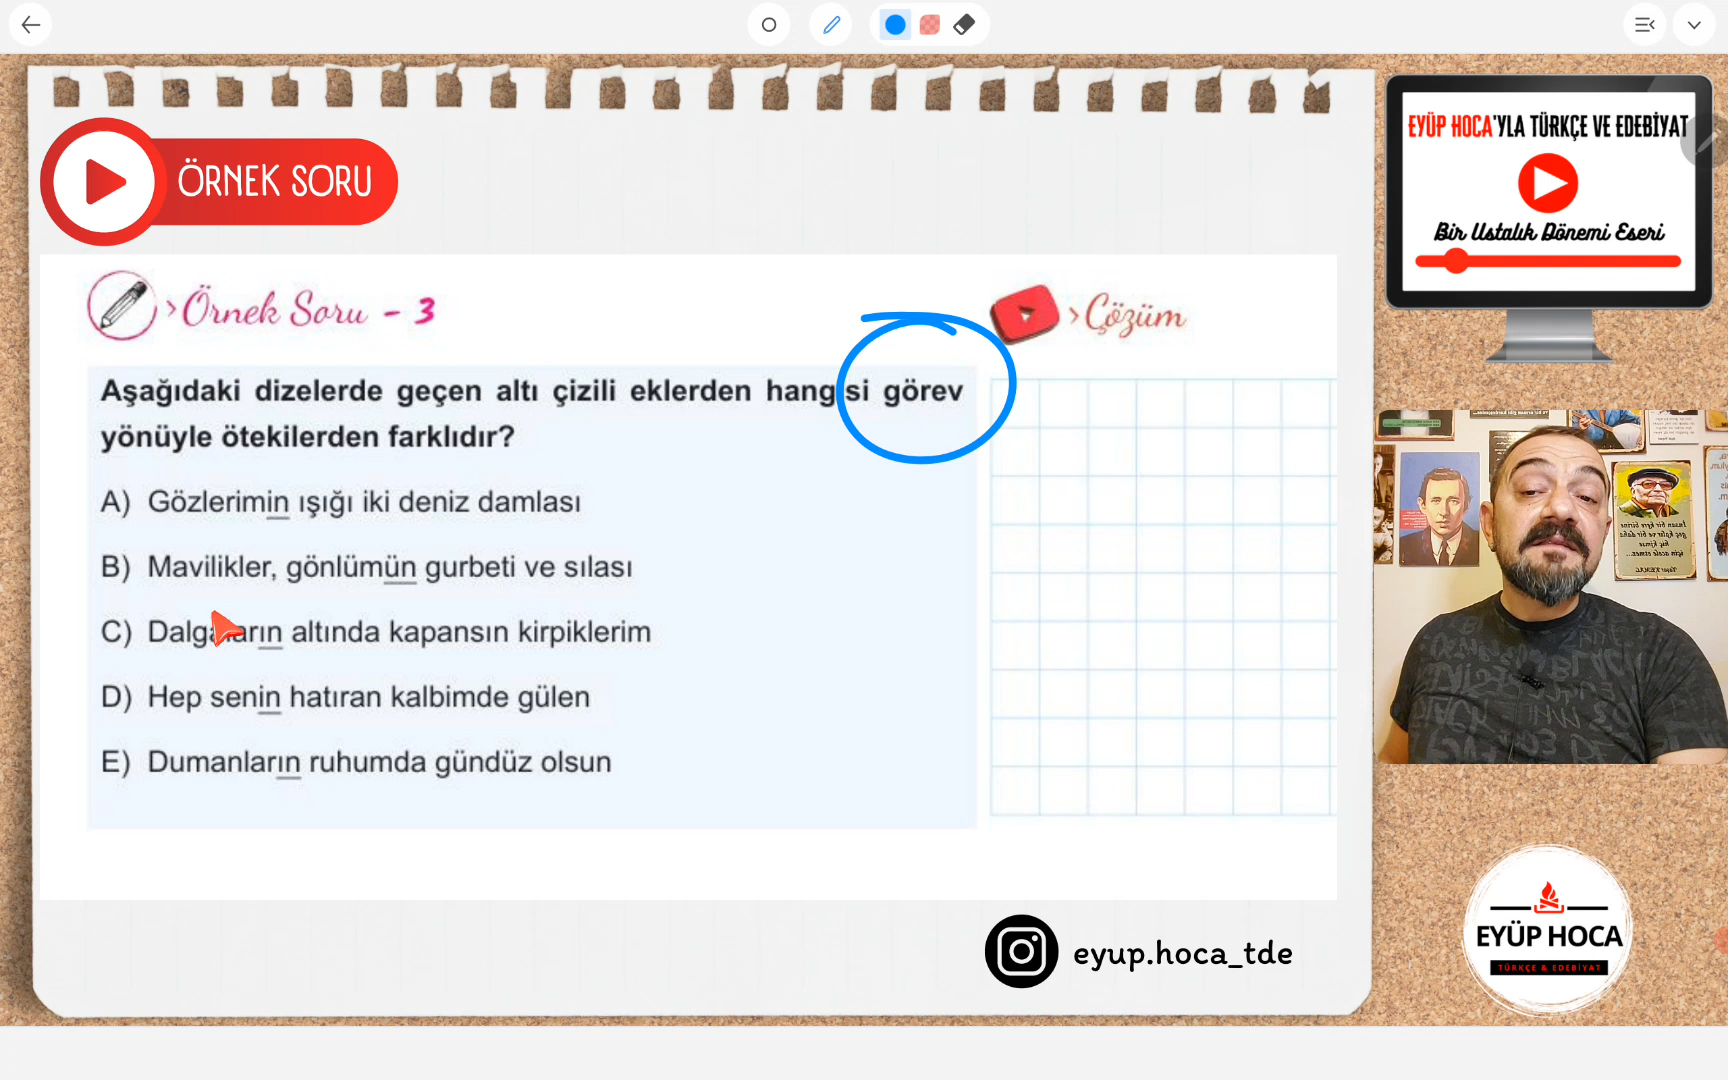 ÖRNEK SORU
EYÜP HOCA'YLA TÜRKÇE VE EDEBİYAT
Bir Ustalık Dönemi Eseri
Örnek Soru - 3
Çözüm
Aşağıdaki dizelerde geçen altı çizili eklerden hangisi görev
yönüyle ötekilerden farklıdır?
A) Gözlerimin ışığı iki deniz damlası
B) Mavilikler, gönlümün gurbeti ve sılası
C) Dalgaların altında kapansın kirpiklerim
D) Hep senin hatıran kalbimde gülen
E) Dumanların ruhumda gündüz olsun
eyup.hoca_tde
EYÜP HOCA
TÜRKÇE & EDEBİYAT